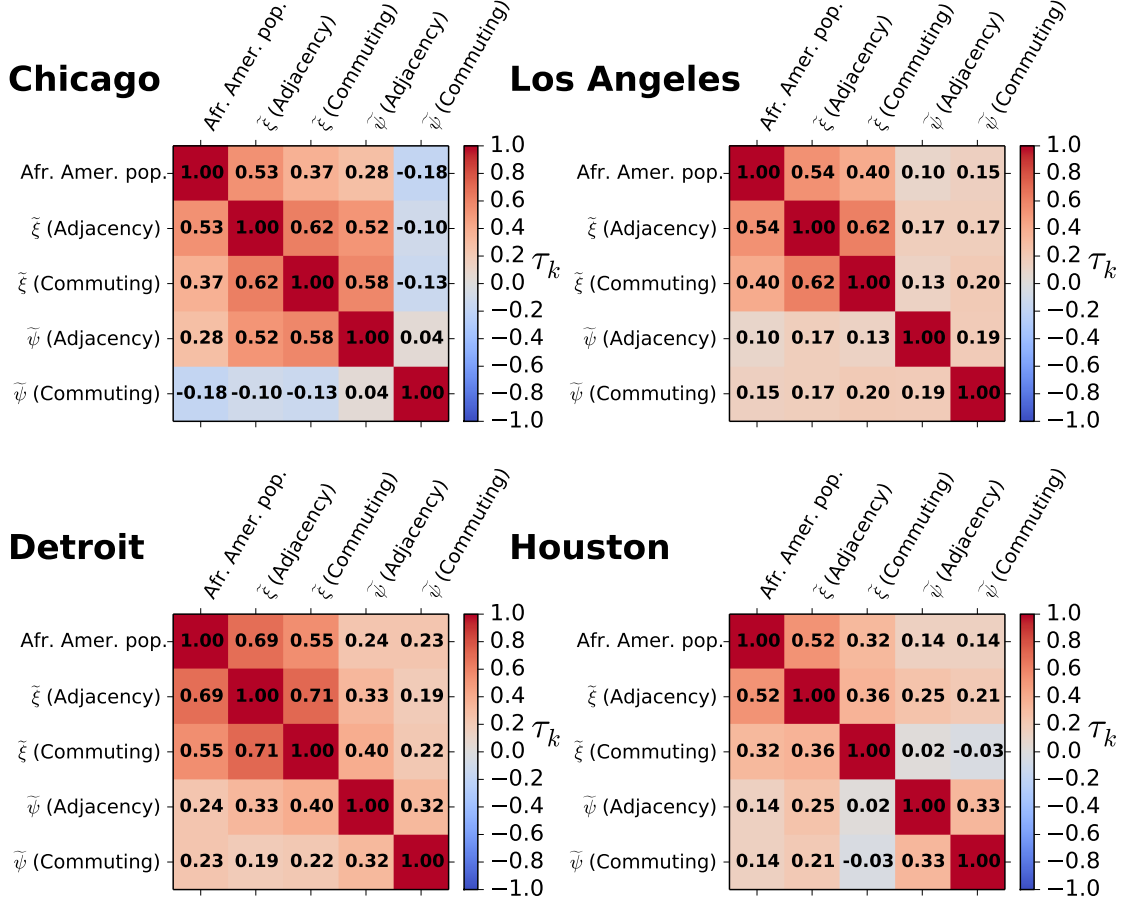 Chicago
Afr. Amer. pop.
ξ̃ (Adjacency)
ξ̃ (Commuting)
ψ̃ (Adjacency)
ψ̃ (Commuting)
Afr. Amer. pop. 1.00 0.53 0.37 0.28 -0.18
ξ̃ (Adjacency) 0.53 1.00 0.62 0.52 -0.10
ξ̃ (Commuting) 0.37 0.62 1.00 0.58 -0.13
ψ̃ (Adjacency) 0.28 0.52 0.58 1.00 0.04
ψ̃ (Commuting) -0.18 -0.10 -0.13 0.04 1.00
1.0
0.8
0.6
0.4
0.2
0.0
−0.2
−0.4
−0.6
−0.8
−1.0
τk
Los Angeles
Afr. Amer. pop.
ξ̃ (Adjacency)
ξ̃ (Commuting)
ψ̃ (Adjacency)
ψ̃ (Commuting)
Afr. Amer. pop. 1.00 0.54 0.40 0.10 0.15
ξ̃ (Adjacency) 0.54 1.00 0.62 0.17 0.17
ξ̃ (Commuting) 0.40 0.62 1.00 0.13 0.20
ψ̃ (Adjacency) 0.10 0.17 0.13 1.00 0.19
ψ̃ (Commuting) 0.15 0.17 0.20 0.19 1.00
1.0
0.8
0.6
0.4
0.2
0.0
−0.2
−0.4
−0.6
−0.8
−1.0
τk
Detroit
Afr. Amer. pop.
ξ̃ (Adjacency)
ξ̃ (Commuting)
ψ̃ (Adjacency)
ψ̃ (Commuting)
Afr. Amer. pop. 1.00 0.69 0.55 0.24 0.23
ξ̃ (Adjacency) 0.69 1.00 0.71 0.33 0.19
ξ̃ (Commuting) 0.55 0.71 1.00 0.40 0.22
ψ̃ (Adjacency) 0.24 0.33 0.40 1.00 0.32
ψ̃ (Commuting) 0.23 0.19 0.22 0.32 1.00
1.0
0.8
0.6
0.4
0.2
0.0
−0.2
−0.4
−0.6
−0.8
−1.0
τk
Houston
Afr. Amer. pop.
ξ̃ (Adjacency)
ξ̃ (Commuting)
ψ̃ (Adjacency)
ψ̃ (Commuting)
Afr. Amer. pop. 1.00 0.52 0.32 0.14 0.14
ξ̃ (Adjacency) 0.52 1.00 0.36 0.25 0.21
ξ̃ (Commuting) 0.32 0.36 1.00 0.02 -0.03
ψ̃ (Adjacency) 0.14 0.25 0.02 1.00 0.33
ψ̃ (Commuting) 0.14 0.21 -0.03 0.33 1.00
1.0
0.8
0.6
0.4
0.2
0.0
−0.2
−0.4
−0.6
−0.8
−1.0
τk